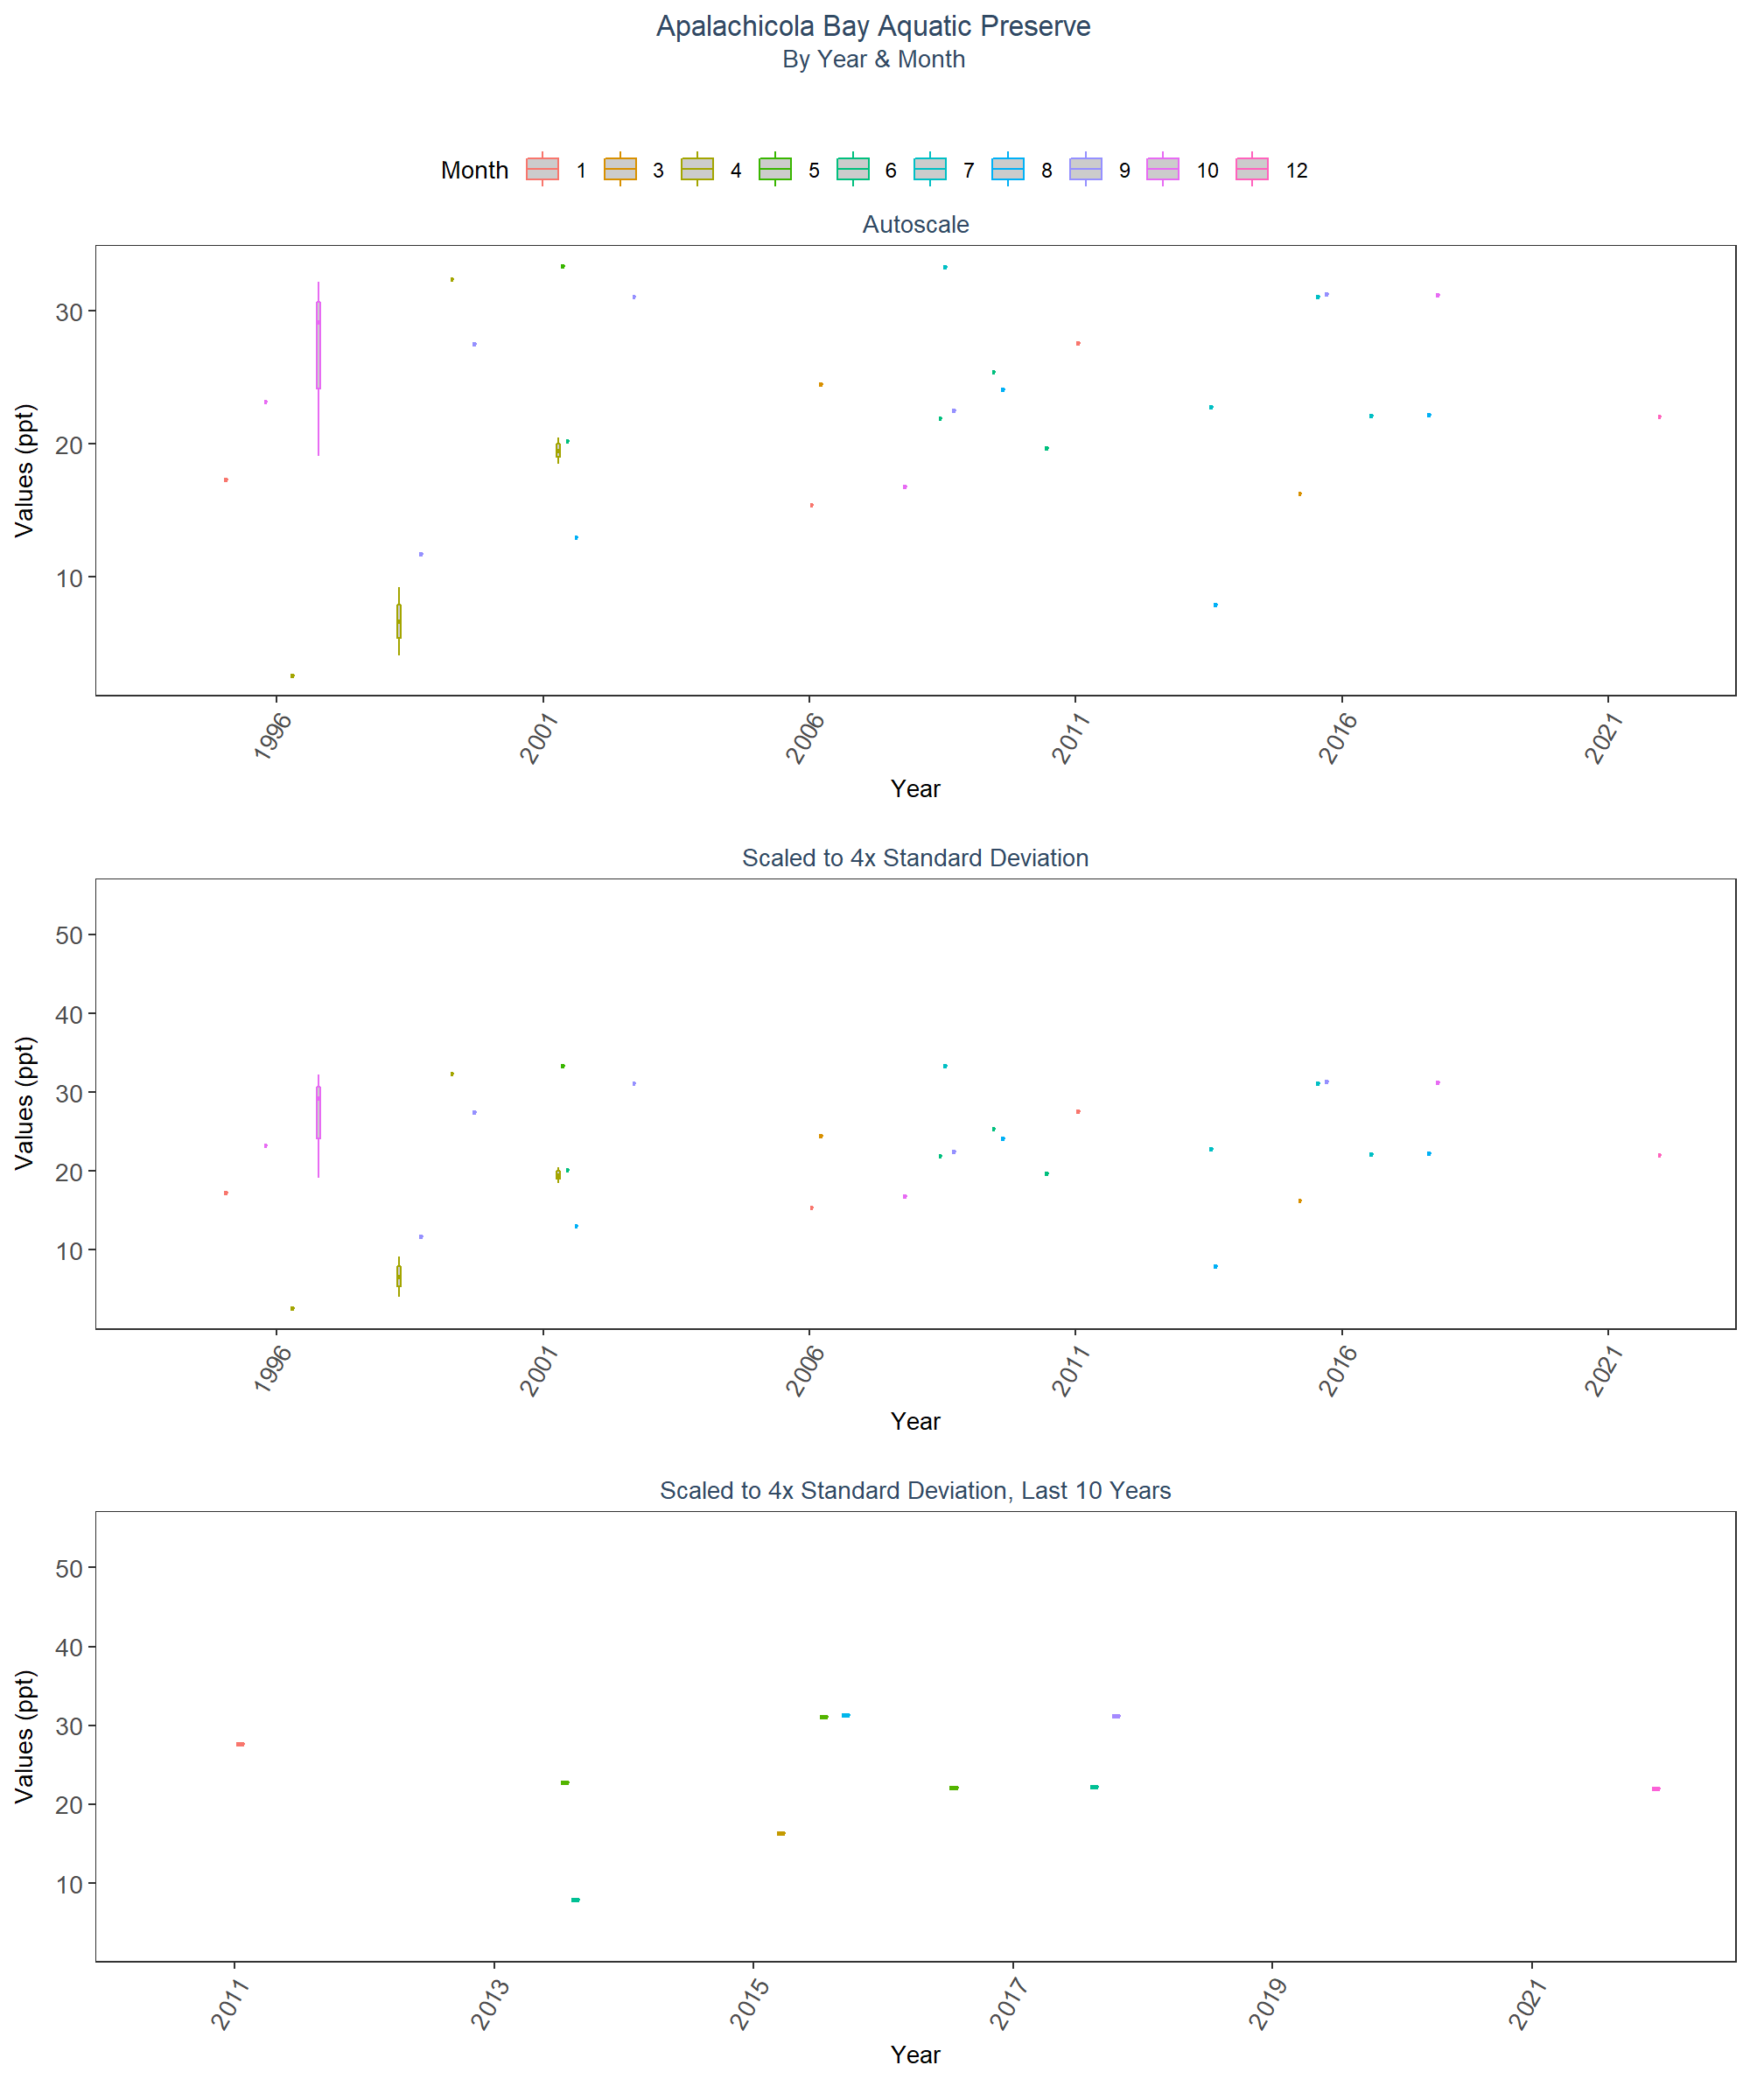 Apalachicola Bay Aquatic Preserve
By Year & Month
Month 1 3 4 5 6 7 8 9 10 12
Autoscale
Values (ppt)
30
20
10
1996 2001 2006 2011 2016 2021
Year
Scaled to 4x Standard Deviation
Values (ppt)
50
40
30
20
10
1996 2001 2006 2011 2016 2021
Year
Scaled to 4x Standard Deviation, Last 10 Years
Values (ppt)
50
40
30
20
10
2011 2013 2015 2017 2019 2021
Year